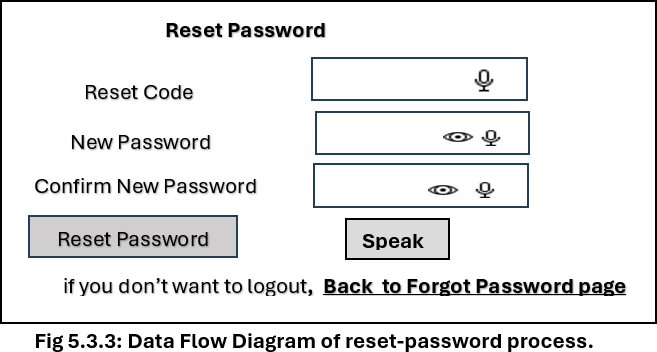 Reset Password
Reset Code
New Password
Confirm New Password
Reset Password Speak
if you don't want to logout, Back to Forgot Password page
Fig 5.3.3: Data Flow Diagram of reset-password process.